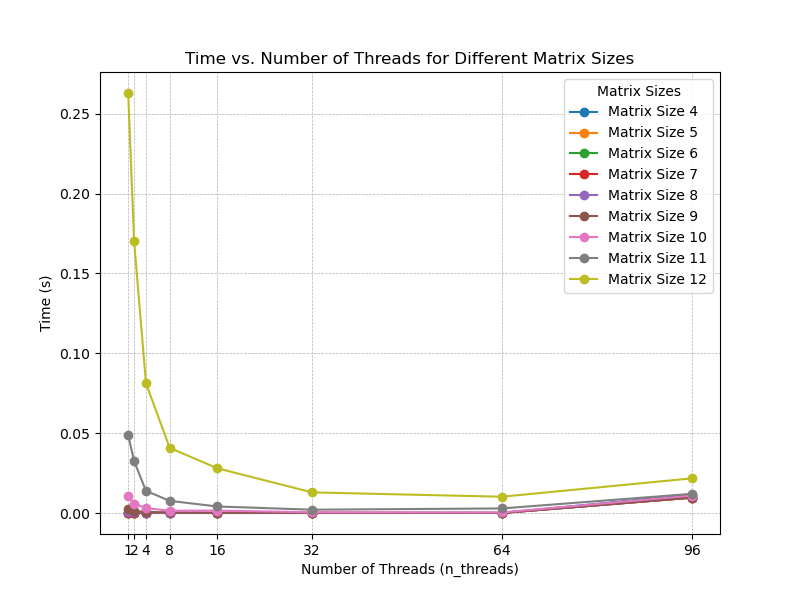 Time vs. Number of Threads for Different Matrix Sizes
Matrix Sizes
Matrix Size 4
Matrix Size 5
Matrix Size 6
Matrix Size 7
Matrix Size 8
Matrix Size 9
Matrix Size 10
Matrix Size 11
Matrix Size 12
Time (s)
0.25
0.20
0.15
0.10
0.05
0.00
1 2 4 8 16 32 64 96
Number of Threads (n_threads)